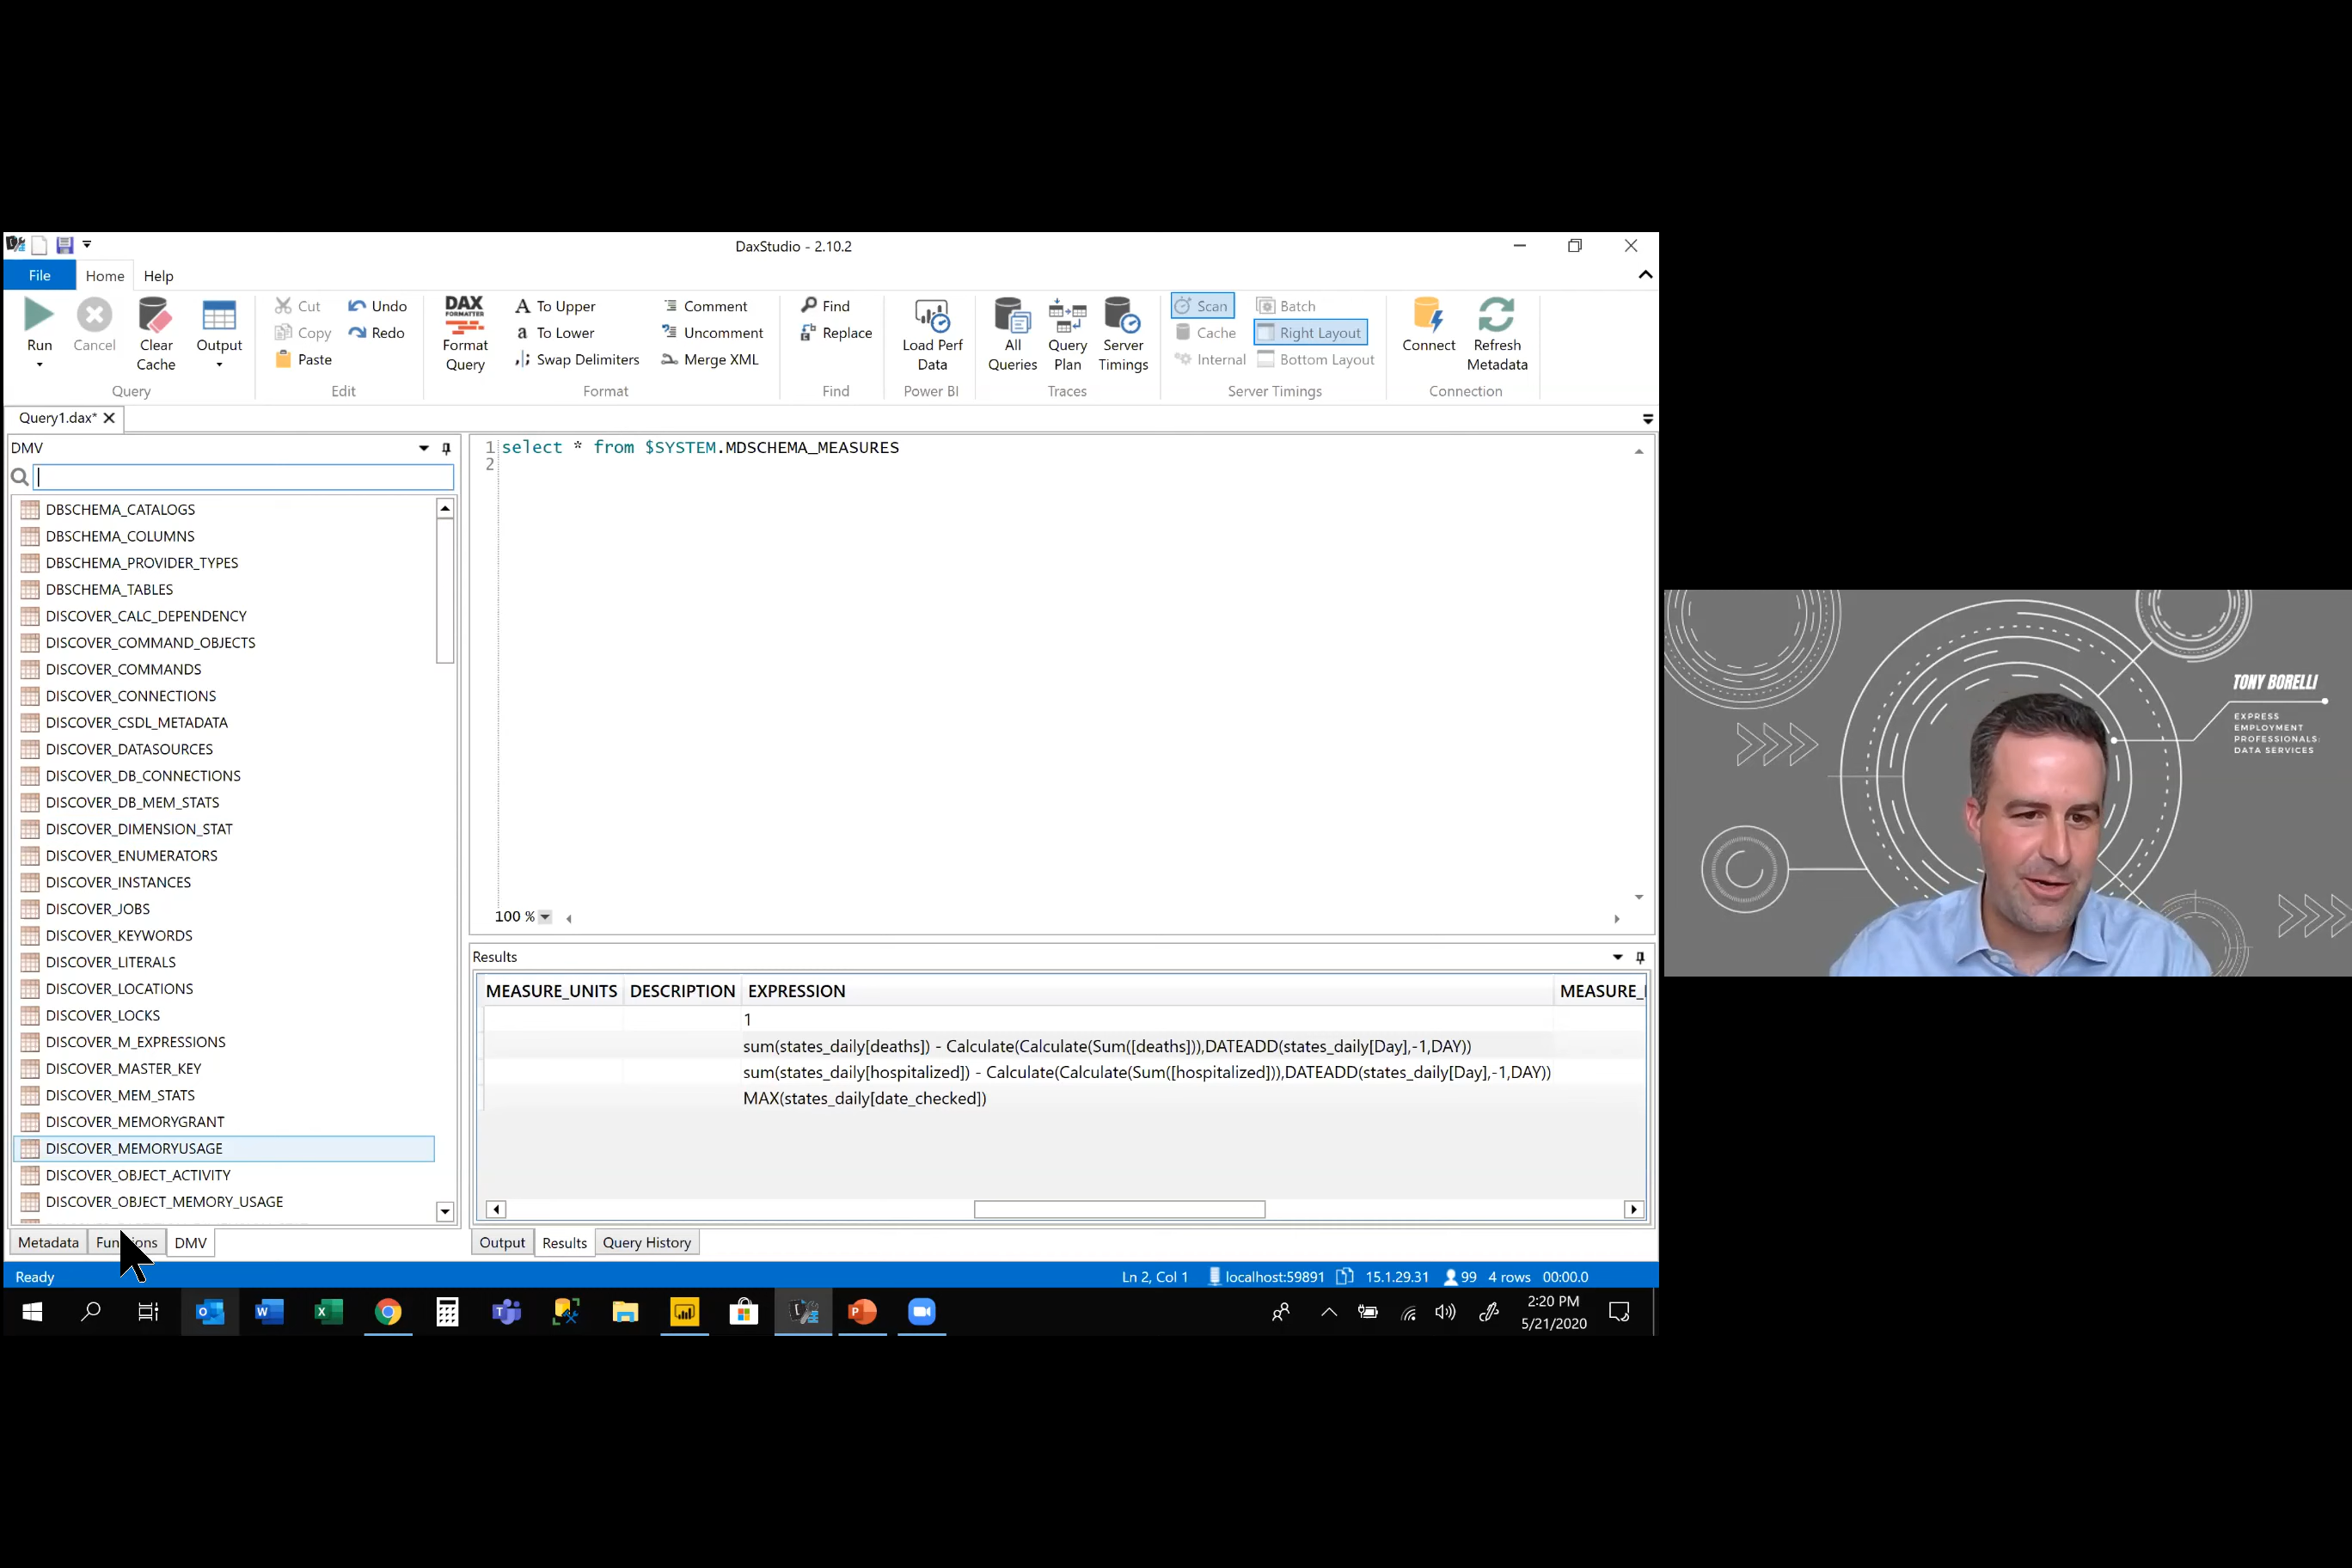 DaxStudio - 2.10.2
File Home Help
Run Cancel Clear Cache Output
Query
Cut Copy Paste Undo Redo
Edit
DAX FORMATTER
Format Query
A To Upper
a To Lower
Swap Delimiters
Comment
Uncomment
Merge XML
Format
Find
Replace
Find
Load Perf Data
Power BI
All Queries Query Plan Server Timings
Traces
Scan Batch
Cache Right Layout
Internal Bottom Layout
Server Timings
Connect Refresh Metadata
Connection
Query1.dax*
DMV
DBSCHEMA_CATALOGS
DBSCHEMA_COLUMNS
DBSCHEMA_PROVIDER_TYPES
DBSCHEMA_TABLES
DISCOVER_CALC_DEPENDENCY
DISCOVER_COMMAND_OBJECTS
DISCOVER_COMMANDS
DISCOVER_CONNECTIONS
DISCOVER_CSDL_METADATA
DISCOVER_DATASOURCES
DISCOVER_DB_CONNECTIONS
DISCOVER_DB_MEM_STATS
DISCOVER_DIMENSION_STAT
DISCOVER_ENUMERATORS
DISCOVER_INSTANCES
DISCOVER_JOBS
DISCOVER_KEYWORDS
DISCOVER_LITERALS
DISCOVER_LOCATIONS
DISCOVER_LOCKS
DISCOVER_M_EXPRESSIONS
DISCOVER_MASTER_KEY
DISCOVER_MEM_STATS
DISCOVER_MEMORYGRANT
DISCOVER_MEMORYUSAGE
DISCOVER_OBJECT_ACTIVITY
DISCOVER_OBJECT_MEMORY_USAGE
Metadata DMV
1 select * from $SYSTEM.MDSCHEMA_MEASURES
2
100 %
Results
MEASURE_UNITS DESCRIPTION EXPRESSION MEASURE_
1
sum(states_daily[deaths]) - Calculate(Calculate(Sum([deaths])),DATEADD(states_daily[Day],-1,DAY))
sum(states_daily[hospitalized]) - Calculate(Calculate(Sum([hospitalized])),DATEADD(states_daily[Day],-1,DAY))
MAX(states_daily[date_checked])
Output Results Query History
Ready Ln 2, Col 1 localhost:59891 15.1.29.31 99 4 rows 00:00.0
2:20 PM
5/21/2020
TONY BORELLI
EXPRESS
EMPLOYMENT
PROFESSIONALS:
DATA SERVICES